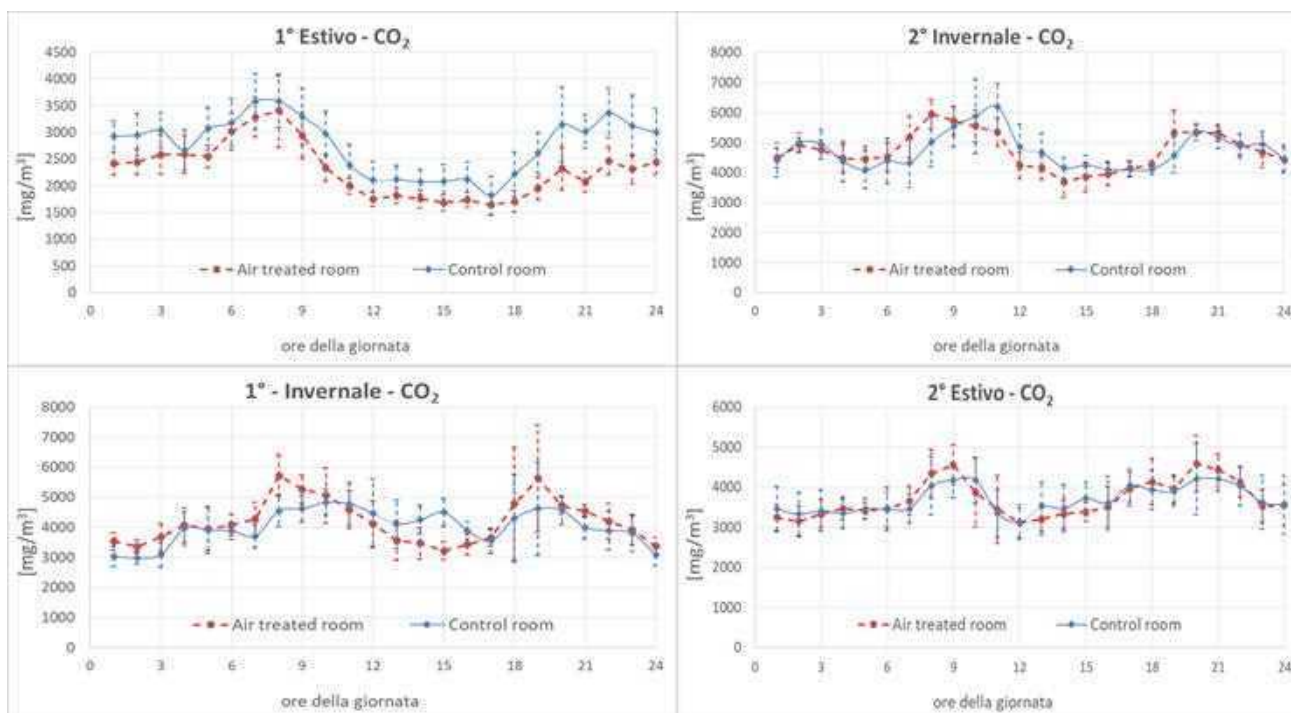 1° Estivo - CO₂
4500
4000
3500
3000
2500
2000
1500
1000
500
0
[mg/m³]
Air treated room
Control room
0 3 6 9 12 15 18 21 24
ore della giornata
2° Invernale - CO₂
8000
7000
6000
5000
4000
3000
2000
1000
0
[mg/m³]
Air treated room
Control room
0 3 6 9 12 15 18 21 24
ore della giornata
1° - Invernale - CO₂
8000
7000
6000
5000
4000
3000
2000
1000
0
[mg/m³]
Air treated room
Control room
0 3 6 9 12 15 18 21 24
ore della giornata
2° Estivo - CO₂
6000
5000
4000
3000
2000
1000
0
[mg/m³]
Air treated room
Control room
0 3 6 9 12 15 18 21 24
ore della giornata